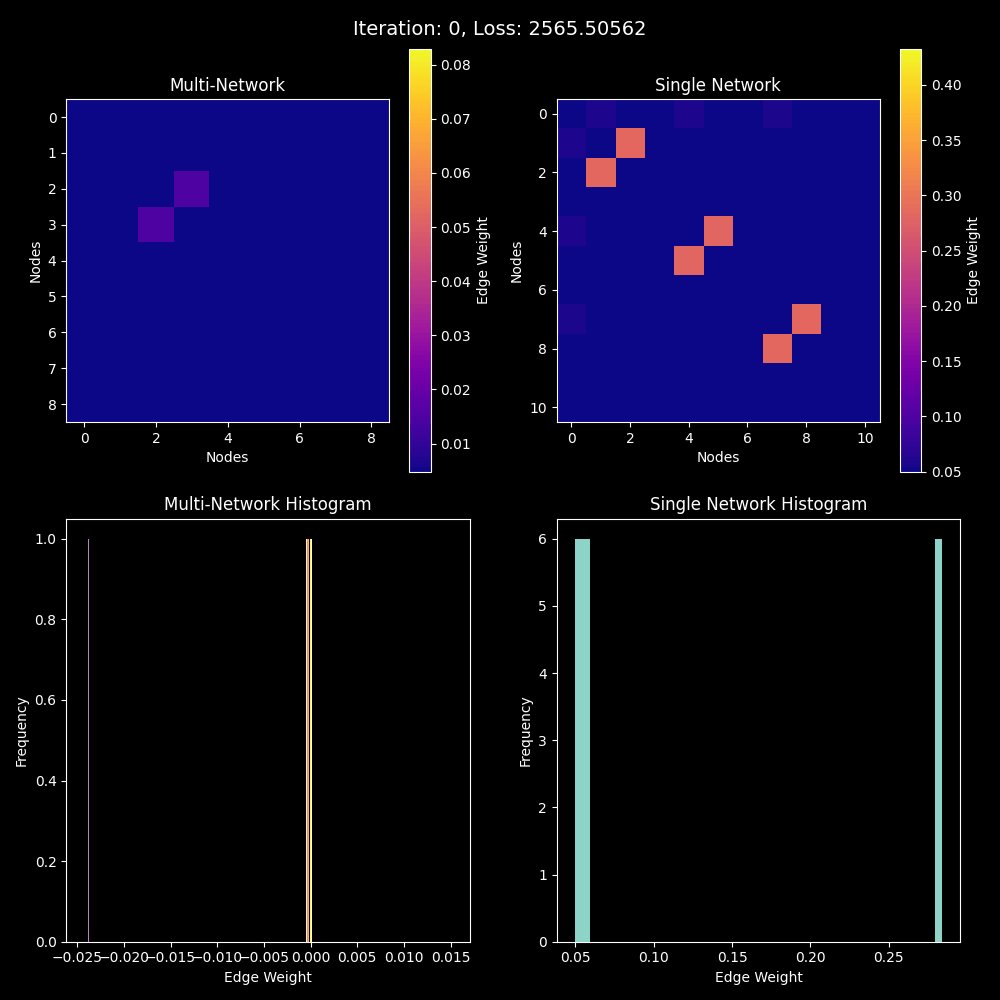 Iteration: 0, Loss: 2565.50562
Multi-Network
0
1
2
3
4
5
6
7
8
Nodes
0 2 4 6 8
Nodes
0.08
0.07
0.06
0.05
0.04
0.03
0.02
0.01
Edge Weight
Single Network
0
2
4
6
8
10
Nodes
0 2 4 6 8 10
Nodes
0.40
0.35
0.30
0.25
0.20
0.15
0.10
0.05
Edge Weight
Multi-Network Histogram
1.0
0.8
0.6
0.4
0.2
0.0
Frequency
−0.025 −0.020 −0.015 −0.010 −0.005 0.000 0.005 0.010 0.015
Edge Weight
Single Network Histogram
6
5
4
3
2
1
0
Frequency
0.05 0.10 0.15 0.20 0.25
Edge Weight